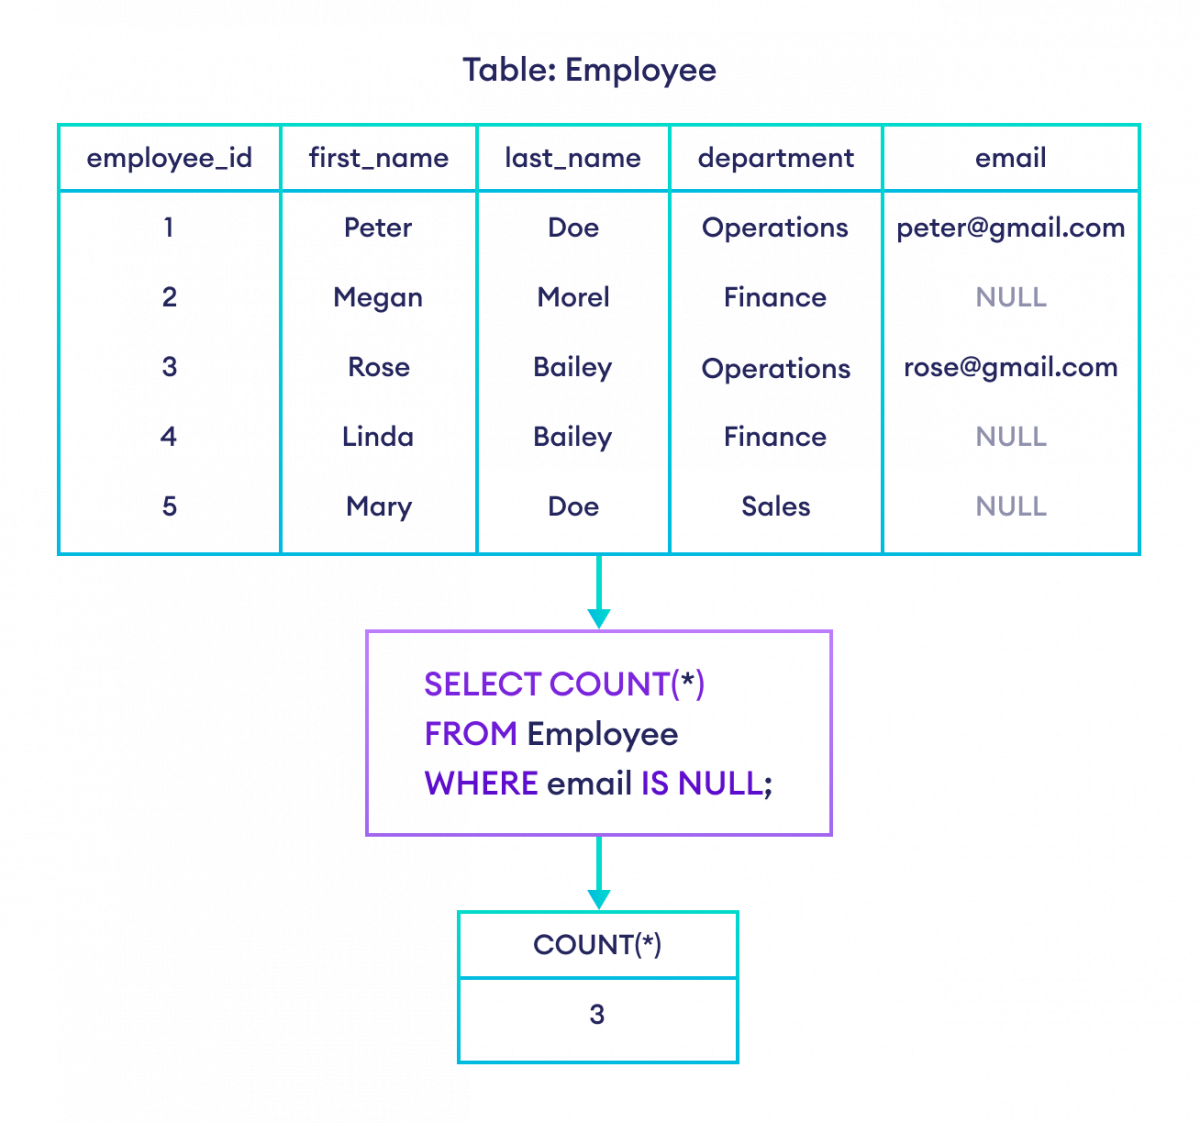 Table: Employee
employee_id first_name last_name department email
1 Peter Doe Operations peter@gmail.com
2 Megan Morel Finance NULL
3 Rose Bailey Operations rose@gmail.com
4 Linda Bailey Finance NULL
5 Mary Doe Sales NULL
SELECT COUNT(*)
FROM Employee
WHERE email IS NULL;
COUNT(*)
3